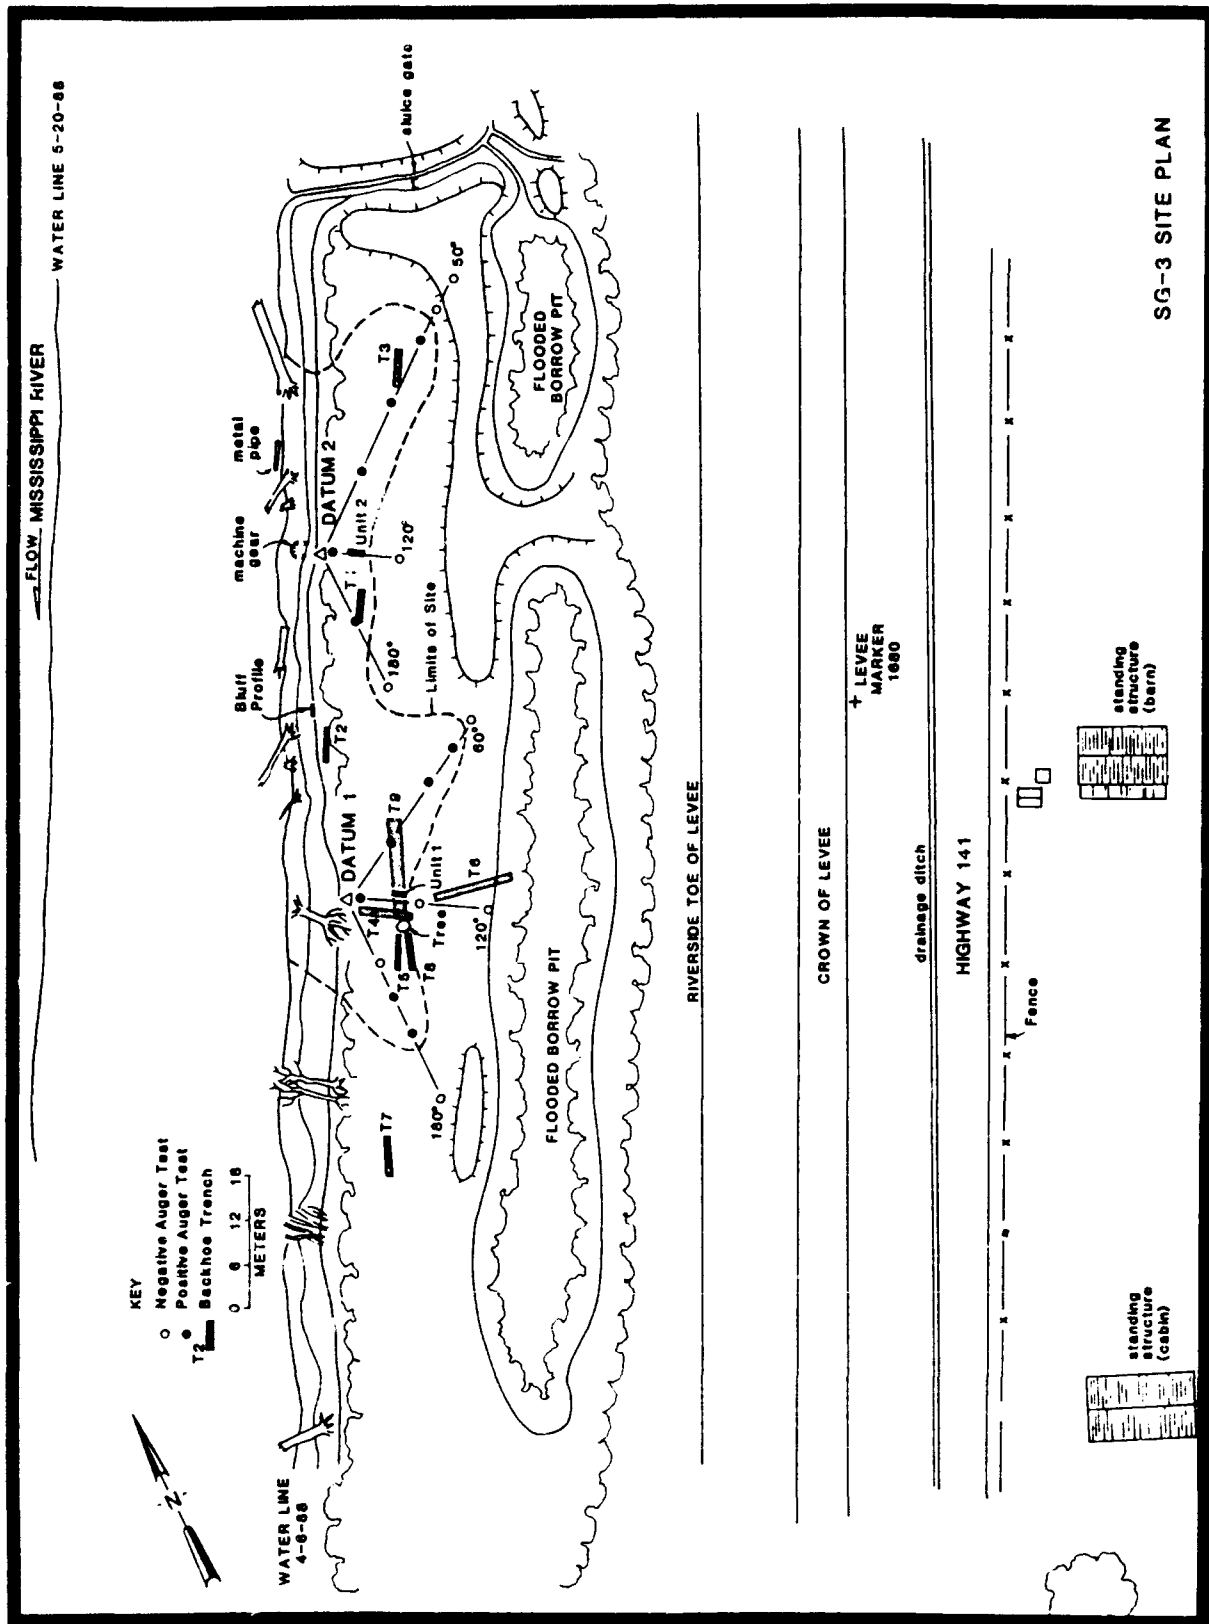 FLOW MISSISSIPPI RIVER
WATER LINE 5-20-88
sluice gate
metal
pipe
machine
gear
DATUM 2
Unit 2
T3
50°
120°
180°
Limits of Site
Bluff
Profile
T2
DATUM 1
T9
60°
Unit 1
T6
T4
Tree
120°
T5
T8
180°
T7
FLOODED
BORROW PIT
FLOODED BORROW PIT
KEY
Negative Auger Test
Positive Auger Test
T2 Backhoe Trench
0 6 12 18
METERS
N
WATER LINE
4-6-88
RIVERSIDE TOE OF LEVEE
CROWN OF LEVEE
LEVEE
MARKER
1680
drainage ditch
HIGHWAY 141
Fence
standing
structure
(barn)
standing
structure
(cabin)
SG-3 SITE PLAN